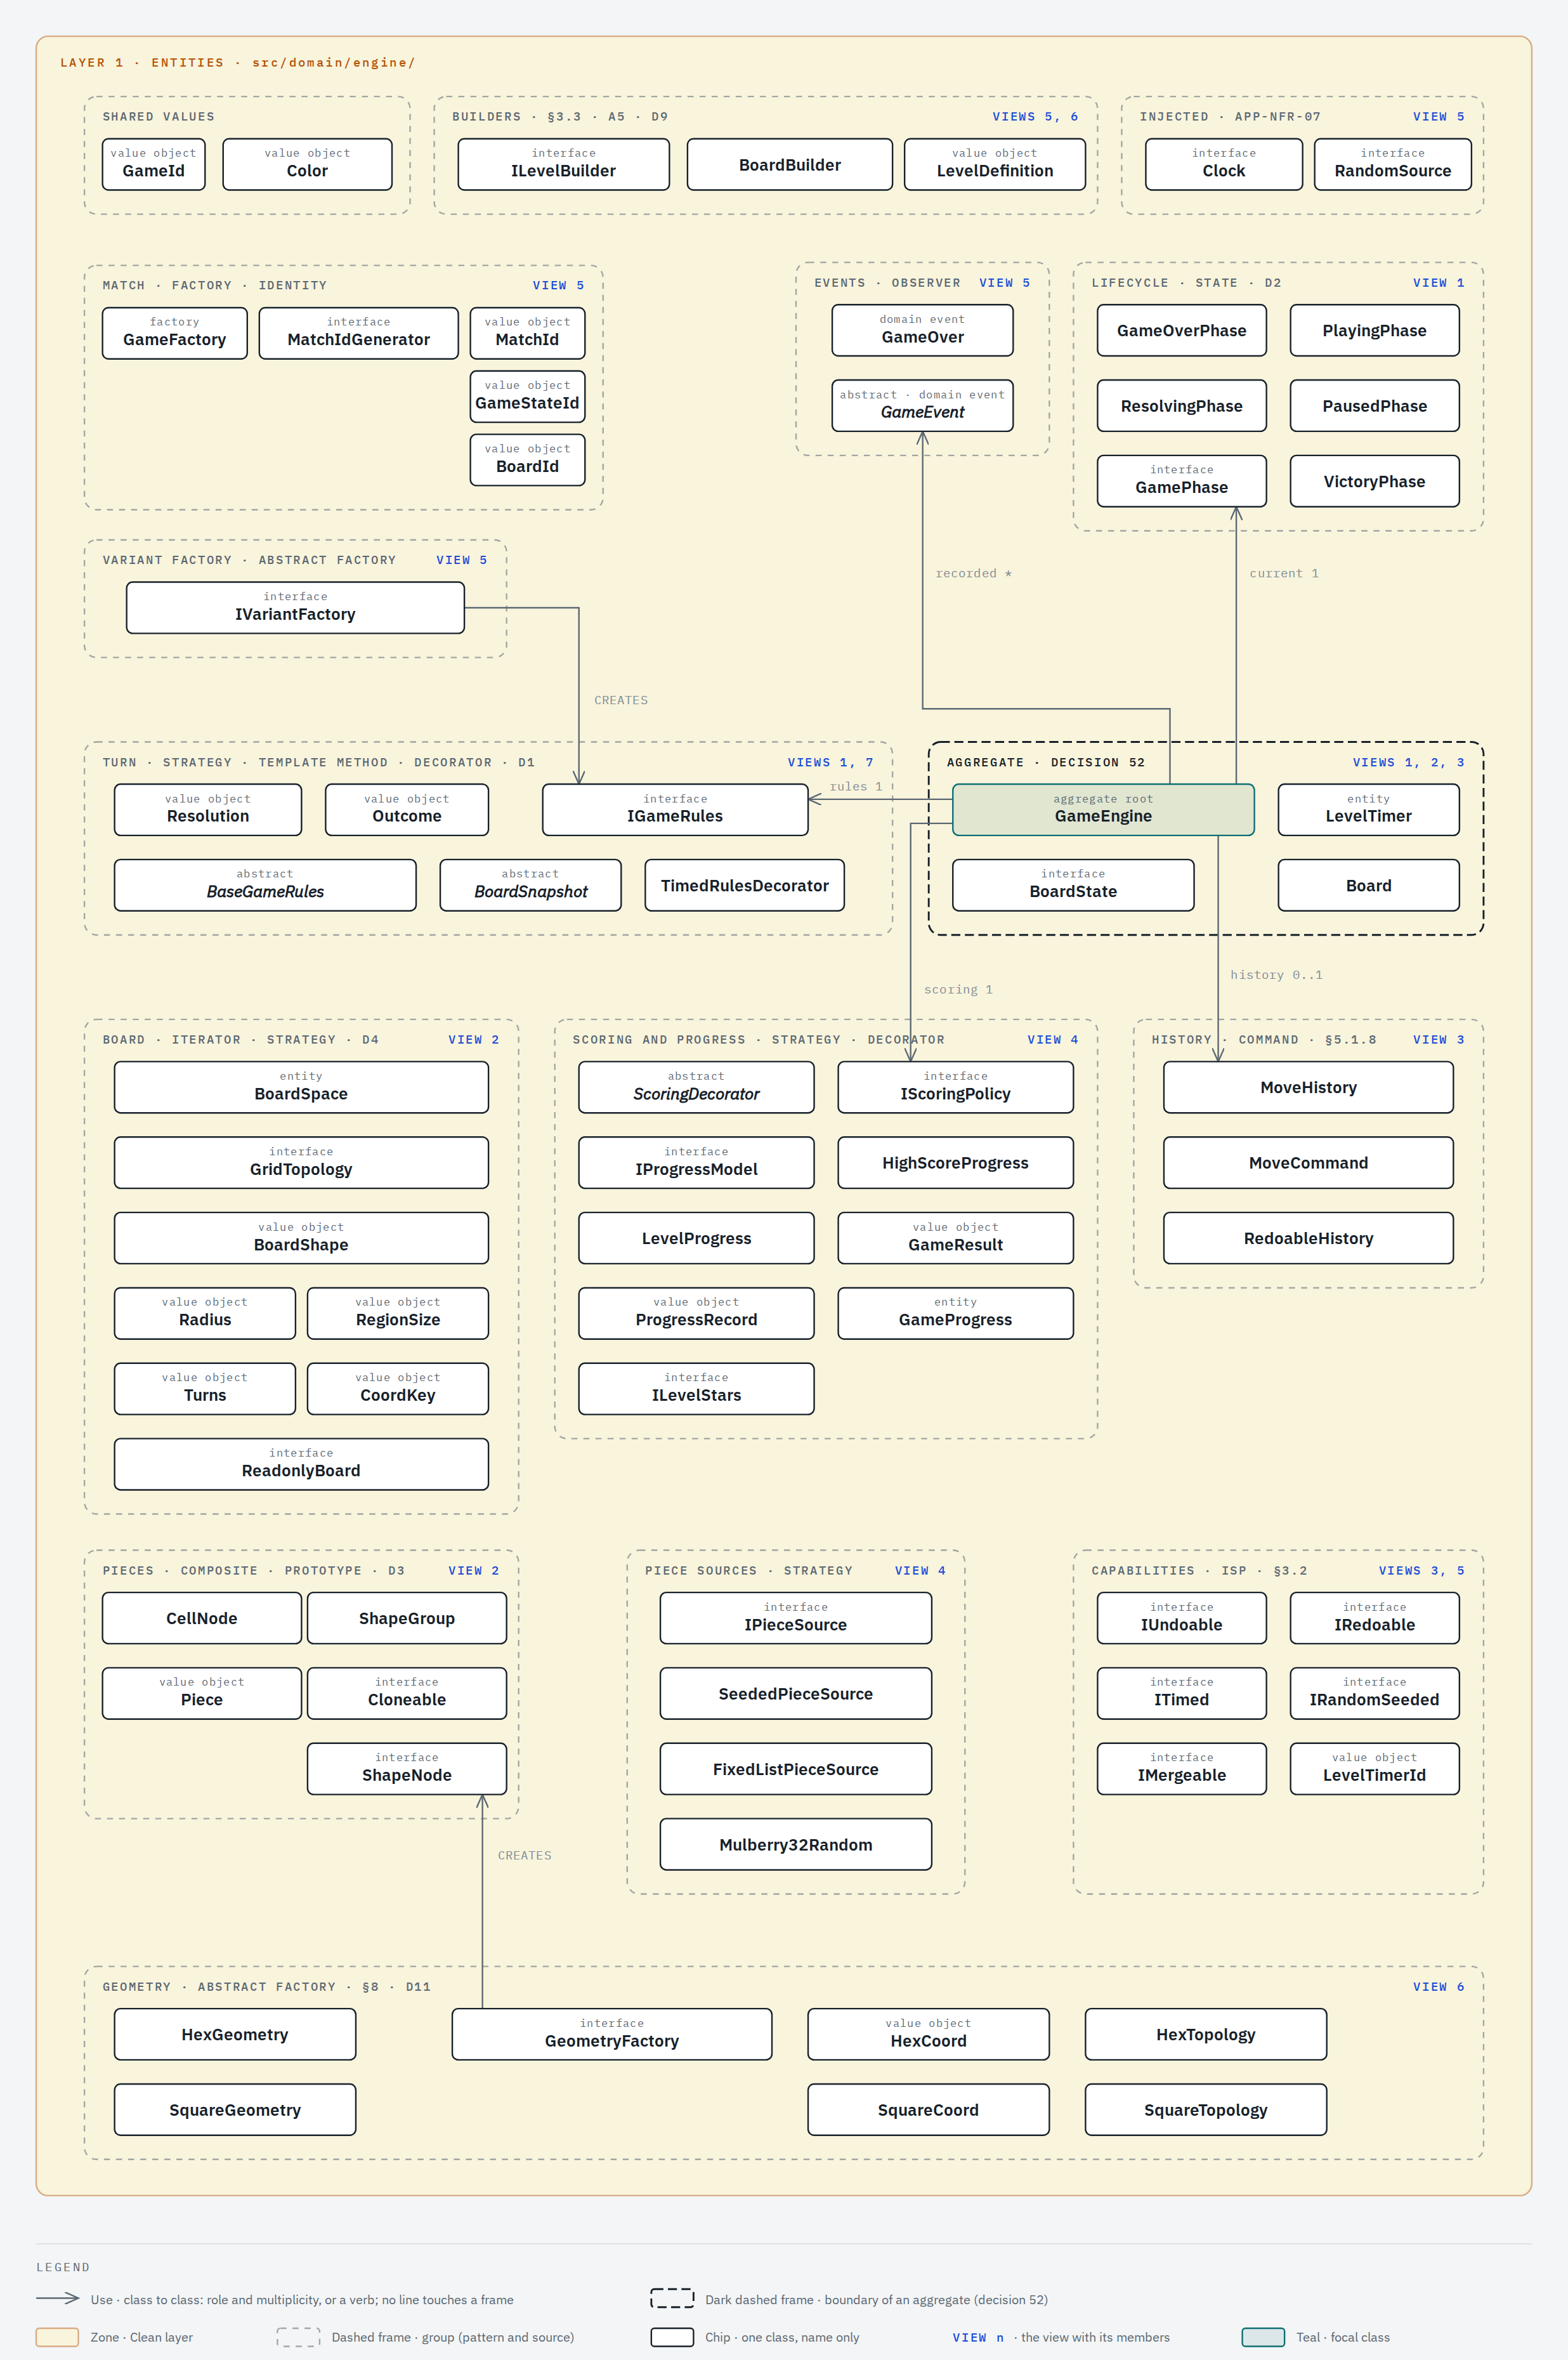 LAYER 1 · ENTITIES · src/domain/engine/
SHARED VALUES
value object
GameId
value object
Color
BUILDERS · §3.3 · A5 · D9
VIEWS 5, 6
interface
ILevelBuilder
BoardBuilder
value object
LevelDefinition
INJECTED · APP-NFR-07
VIEW 5
interface
Clock
interface
RandomSource
MATCH · FACTORY · IDENTITY
VIEW 5
factory
GameFactory
interface
MatchIdGenerator
value object
MatchId
value object
GameStateId
value object
BoardId
EVENTS · OBSERVER
VIEW 5
domain event
GameOver
abstract · domain event
GameEvent
LIFECYCLE · STATE · D2
VIEW 1
GameOverPhase
PlayingPhase
ResolvingPhase
PausedPhase
interface
GamePhase
VictoryPhase
VARIANT FACTORY · ABSTRACT FACTORY
VIEW 5
interface
IVariantFactory
recorded *
current 1
CREATES
TURN · STRATEGY · TEMPLATE METHOD · DECORATOR · D1
VIEWS 1, 7
value object
Resolution
value object
Outcome
interface
IGameRules
abstract
BaseGameRules
abstract
BoardSnapshot
TimedRulesDecorator
rules 1
AGGREGATE · DECISION 52
VIEWS 1, 2, 3
aggregate root
GameEngine
entity
LevelTimer
interface
BoardState
Board
scoring 1
history 0..1
BOARD · ITERATOR · STRATEGY · D4
VIEW 2
entity
BoardSpace
interface
GridTopology
value object
BoardShape
value object
Radius
value object
RegionSize
value object
Turns
value object
CoordKey
interface
ReadonlyBoard
SCORING AND PROGRESS · STRATEGY · DECORATOR
VIEW 4
abstract
ScoringDecorator
interface
IScoringPolicy
interface
IProgressModel
HighScoreProgress
LevelProgress
value object
GameResult
value object
ProgressRecord
entity
GameProgress
interface
ILevelStars
HISTORY · COMMAND · §5.1.8
VIEW 3
MoveHistory
MoveCommand
RedoableHistory
PIECES · COMPOSITE · PROTOTYPE · D3
VIEW 2
CellNode
ShapeGroup
value object
Piece
interface
Cloneable
interface
ShapeNode
PIECE SOURCES · STRATEGY
VIEW 4
interface
IPieceSource
SeededPieceSource
FixedListPieceSource
Mulberry32Random
CAPABILITIES · ISP · §3.2
VIEWS 3, 5
interface
IUndoable
interface
IRedoable
interface
ITimed
interface
IRandomSeeded
interface
IMergeable
value object
LevelTimerId
CREATES
GEOMETRY · ABSTRACT FACTORY · §8 · D11
VIEW 6
HexGeometry
interface
GeometryFactory
value object
HexCoord
HexTopology
SquareGeometry
SquareCoord
SquareTopology
LEGEND
Use · class to class: role and multiplicity, or a verb; no line touches a frame
Dark dashed frame · boundary of an aggregate (decision 52)
Zone · Clean layer
Dashed frame · group (pattern and source)
Chip · one class, name only
VIEW n · the view with its members
Teal · focal class